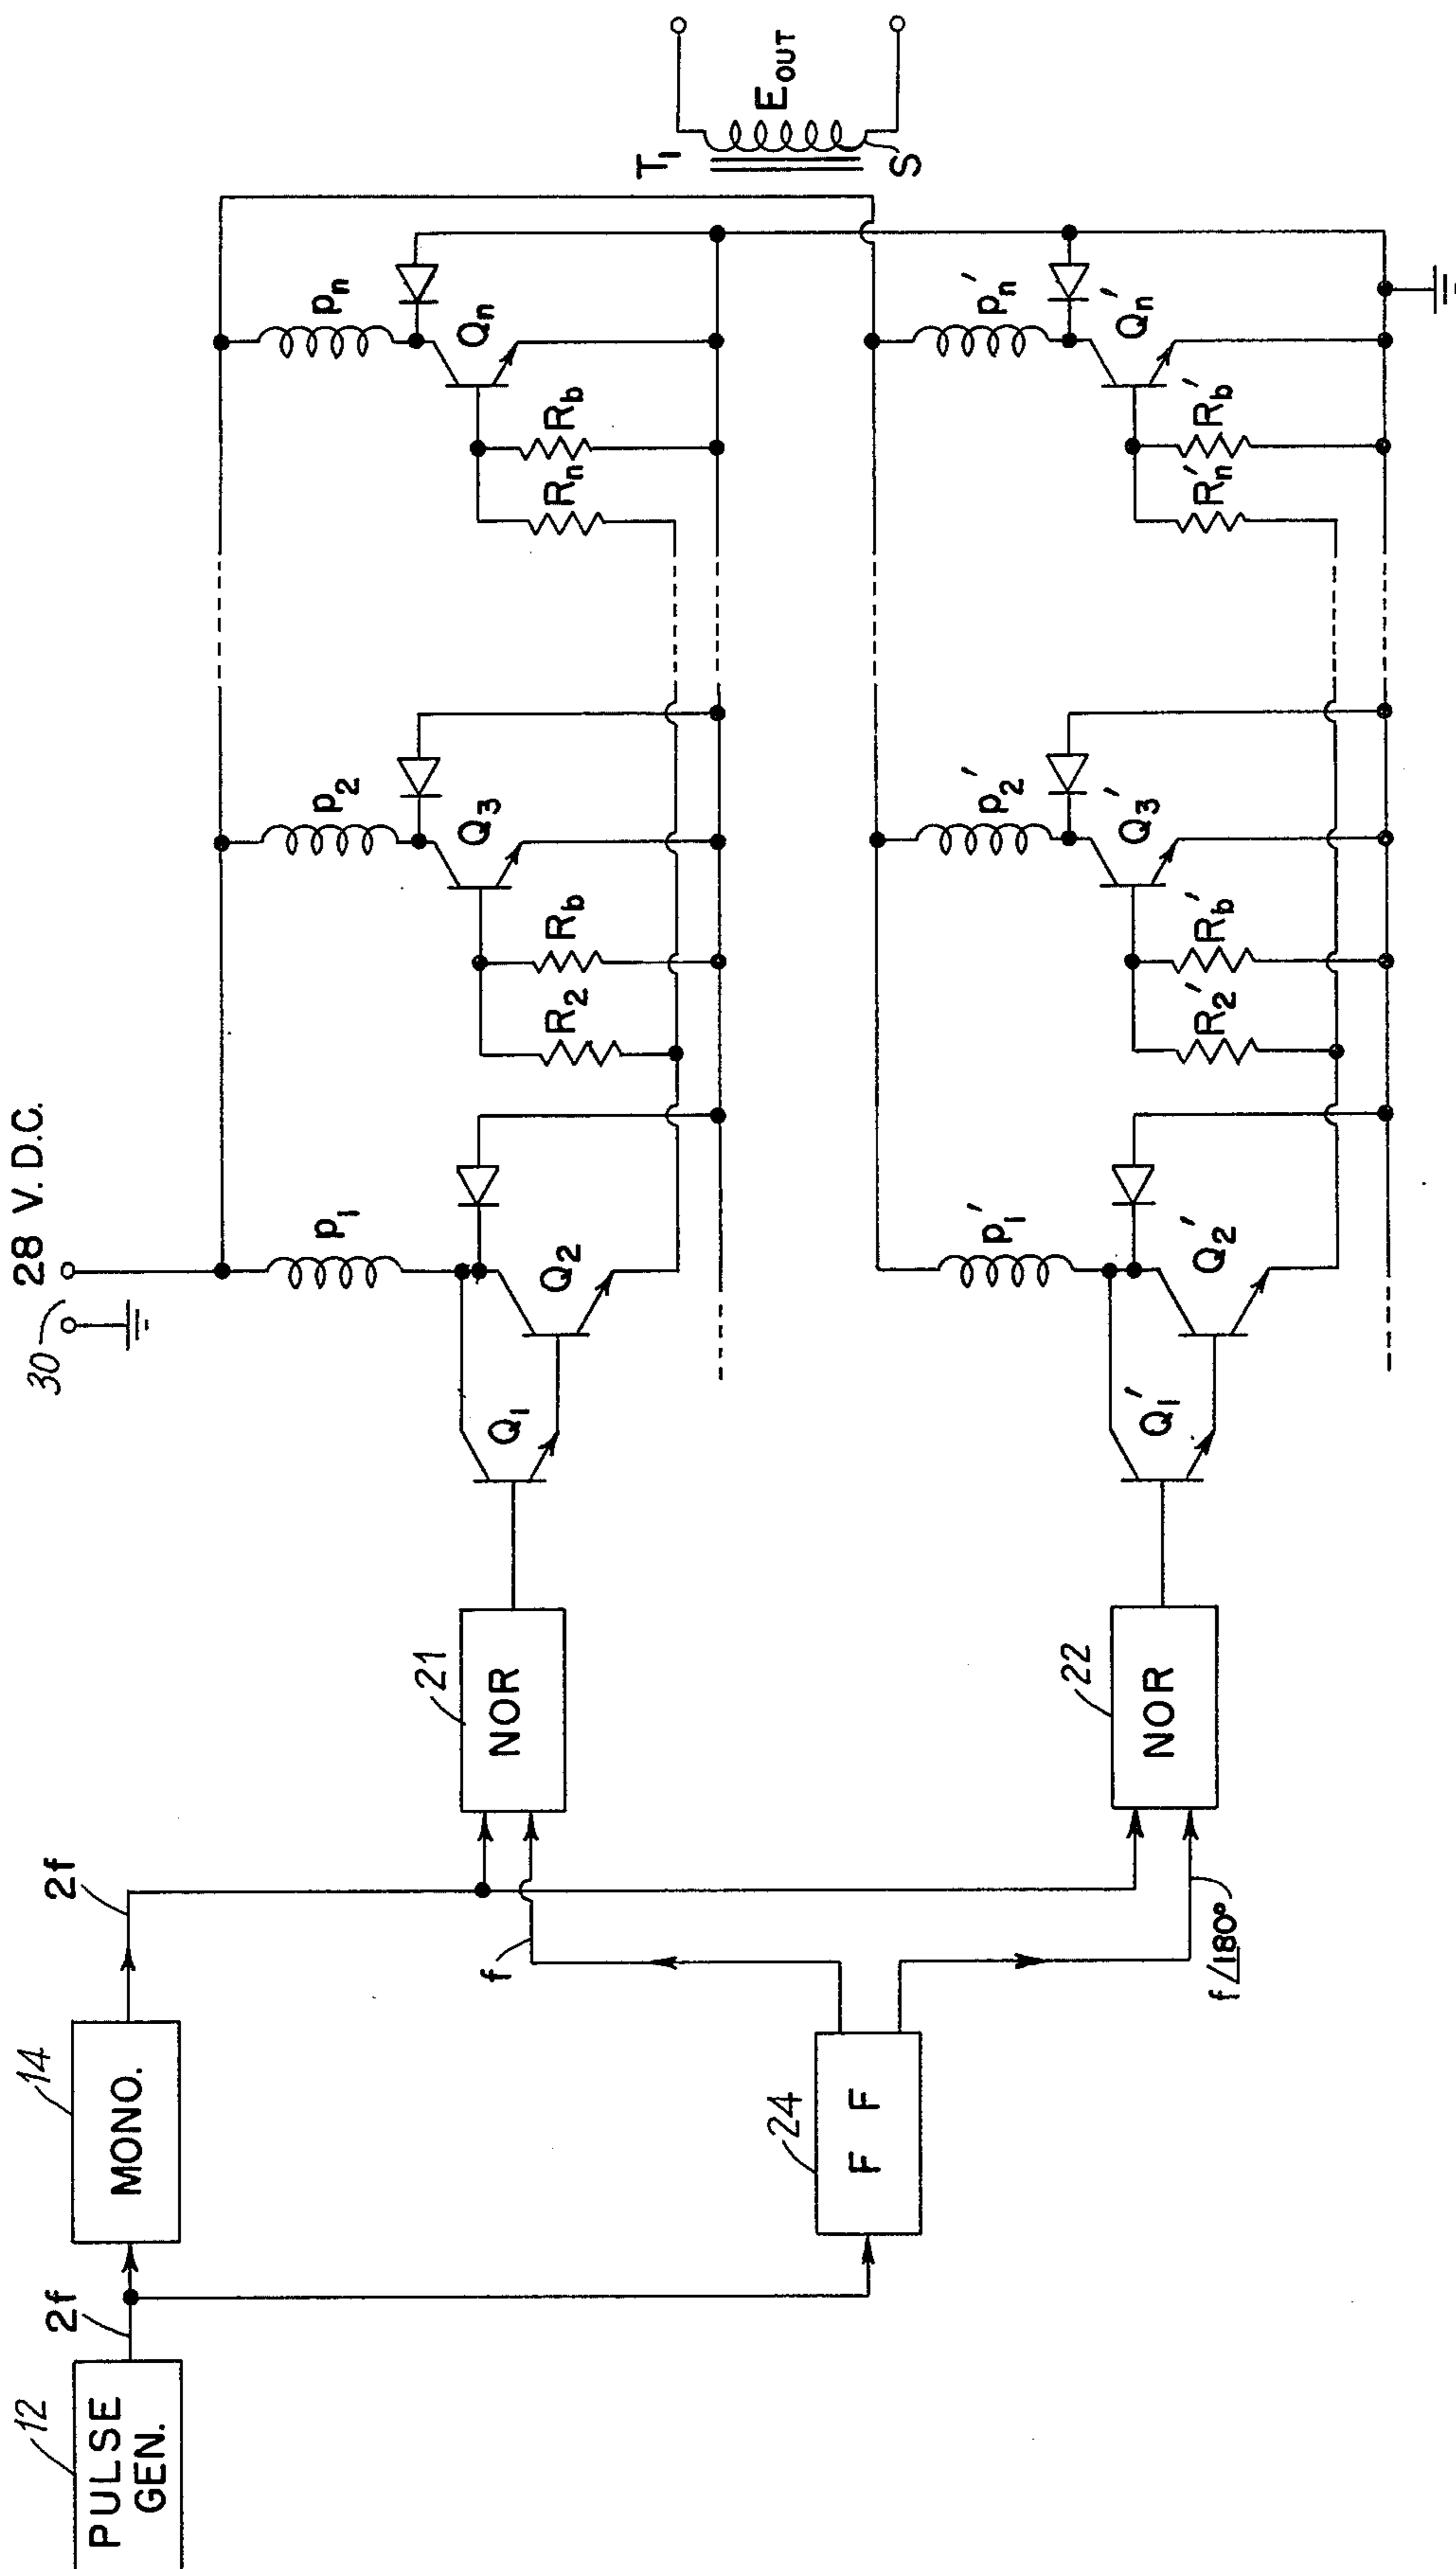 12
PULSE
GEN.
2f
14
MONO.
2f
24
F F
f
f/180°
21
NOR
22
NOR
30
28 V. D.C.
Q1
Q2
p1
R2
Rb
Q3
p2
Rn
Rb
Qn
pn
Q1'
Q2'
p1'
R2'
Rb'
Q3'
p2'
Rn'
Rb'
Qn'
pn'
T1
S
EOUT